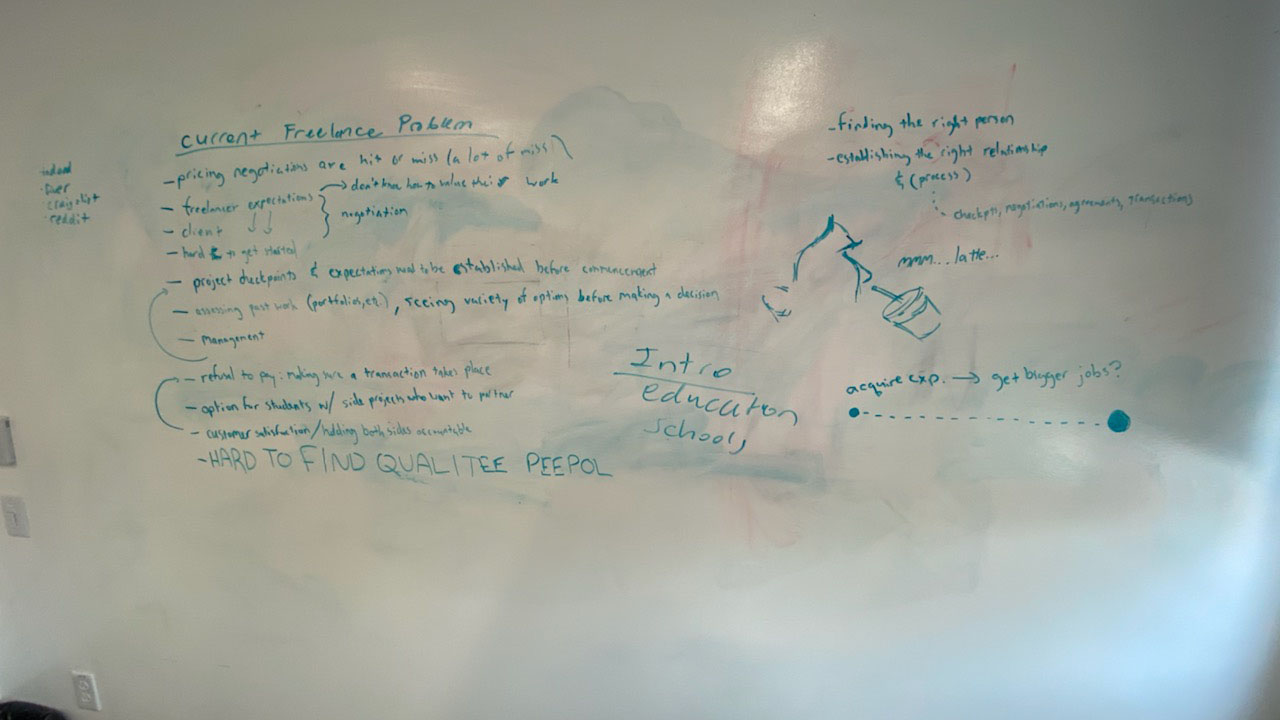 Current Freelance Problem
- pricing negotiations are hit or miss (a lot of miss)
- freelancer expectations
→ don't know how to value their work
- client
negotiation
- hard to get started
- project checkpoints & expectations need to be established before commencement
- assessing past work (portfolios, etc.), seeing variety of options before making a decision
- management
- refusal to pay: making sure a transaction takes place
- option for students w/ side projects who want to partner
- customer satisfaction/holding both sides accountable
- HARD TO FIND QUALITEE PEEPOL
craigslist
reddit
Intro
education
schools
- finding the right person
- establishing the right relationship
& (process)
checkpts, negotiations, agreements, transactions
mmm... latte...
acquire exp. → get bigger jobs?